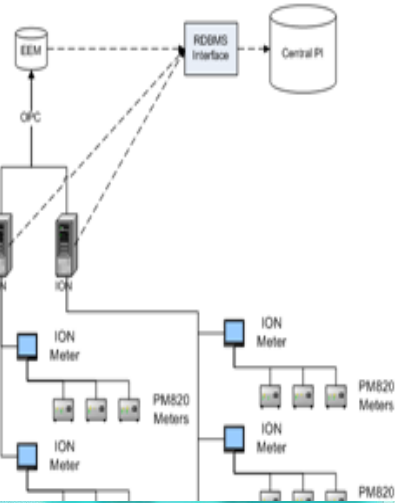 EEM
RDBMS
Interface
Central PI
OPC
N
ION
ION
Meter
PM820
Meters
ION
Meter
PM820
Meters
ION
Meter
ION
Meter
PM820